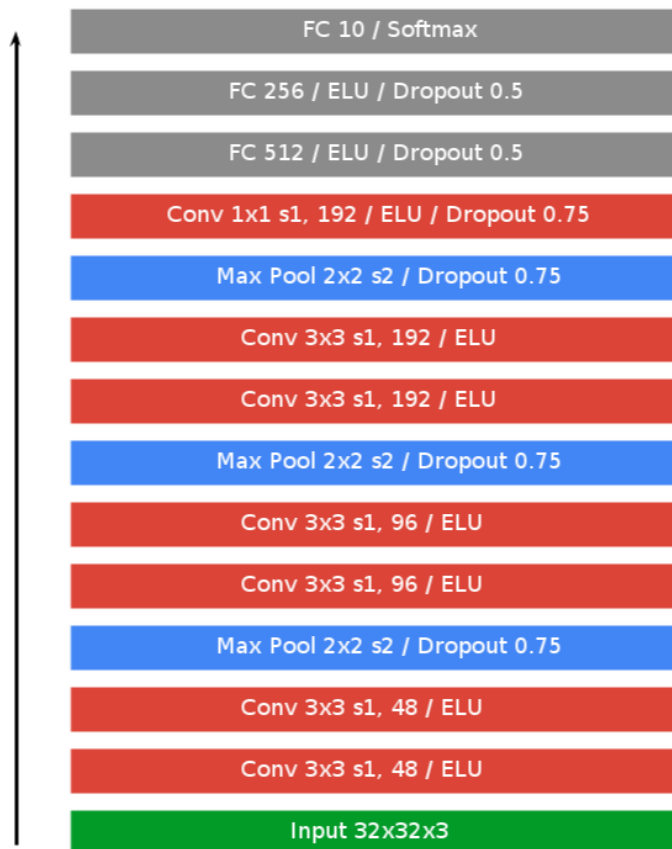 FC 10 / Softmax
FC 256 / ELU / Dropout 0.5
FC 512 / ELU / Dropout 0.5
Conv 1x1 s1, 192 / ELU / Dropout 0.75
Max Pool 2x2 s2 / Dropout 0.75
Conv 3x3 s1, 192 / ELU
Conv 3x3 s1, 192 / ELU
Max Pool 2x2 s2 / Dropout 0.75
Conv 3x3 s1, 96 / ELU
Conv 3x3 s1, 96 / ELU
Max Pool 2x2 s2 / Dropout 0.75
Conv 3x3 s1, 48 / ELU
Conv 3x3 s1, 48 / ELU
Input 32x32x3